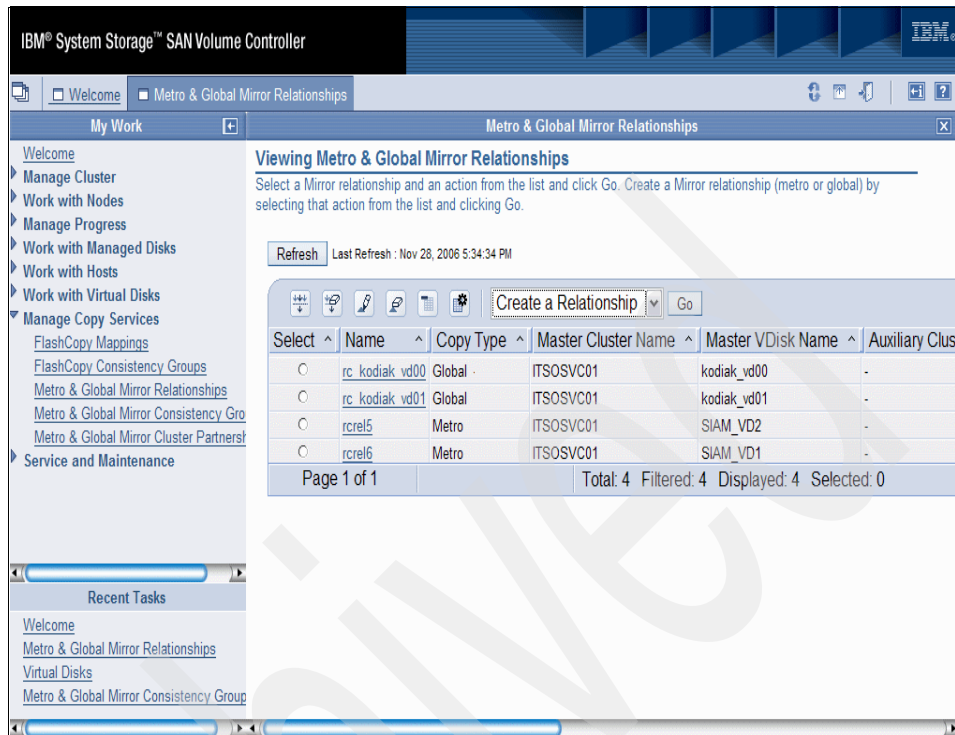 IBM® System Storage™ SAN Volume Controller
IBM®
Welcome
Metro & Global Mirror Relationships
My Work
Metro & Global Mirror Relationships
Welcome
Manage Cluster
Work with Nodes
Manage Progress
Work with Managed Disks
Work with Hosts
Work with Virtual Disks
Manage Copy Services
FlashCopy Mappings
FlashCopy Consistency Groups
Metro & Global Mirror Relationships
Metro & Global Mirror Consistency Gro
Metro & Global Mirror Cluster Partnersh
Service and Maintenance
Recent Tasks
Welcome
Metro & Global Mirror Relationships
Virtual Disks
Metro & Global Mirror Consistency Group
Viewing Metro & Global Mirror Relationships
Select a Mirror relationship and an action from the list and click Go. Create a Mirror relationship (metro or global) by
selecting that action from the list and clicking Go.
Refresh Last Refresh : Nov 28, 2006 5:34:34 PM
Create a Relationship Go
Select ^ Name ^ Copy Type ^ Master Cluster Name ^ Master VDisk Name ^ Auxiliary Clus
rc_kodiak_vd00 Global ITSOSVC01 kodiak_vd00 -
rc_kodiak_vd01 Global ITSOSVC01 kodiak_vd01 -
rcrel5 Metro ITSOSVC01 SIAM_VD2 -
rcrel6 Metro ITSOSVC01 SIAM_VD1 -
Page 1 of 1 Total: 4 Filtered: 4 Displayed: 4 Selected: 0